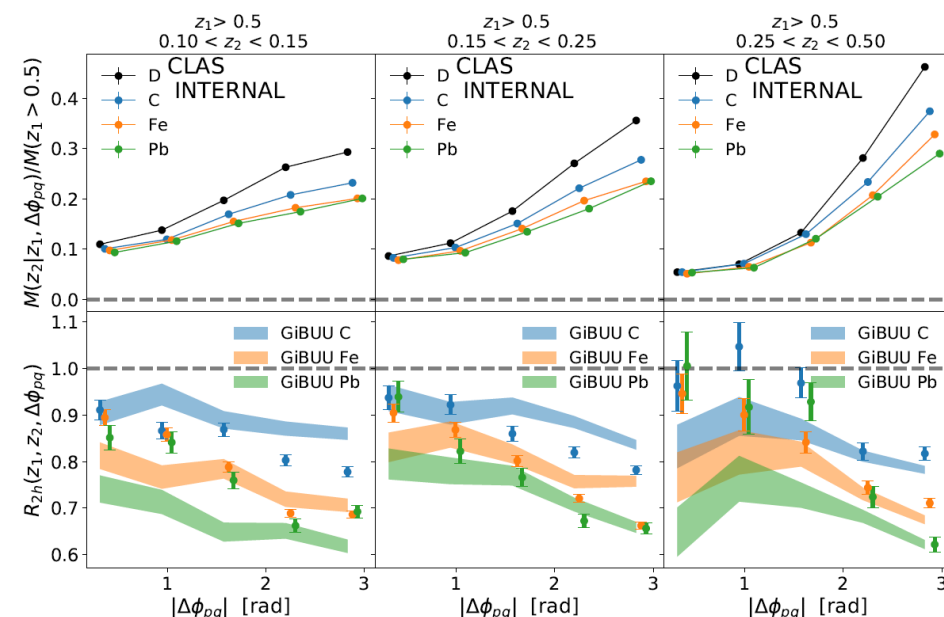 z₁ > 0.5
0.10 < z₂ < 0.15
z₁ > 0.5
0.15 < z₂ < 0.25
z₁ > 0.5
0.25 < z₂ < 0.50
M(z₂|z₁, Δϕ_pq)/M(z₁ > 0.5)
0.4
0.3
0.2
0.1
0.0
D
C
Fe
Pb
CLAS
INTERNAL
D
C
Fe
Pb
CLAS
INTERNAL
D
C
Fe
Pb
CLAS
INTERNAL
R₂ₕ(z₁, z₂, Δϕ_pq)
1.1
1.0
0.9
0.8
0.7
0.6
GiBUU C
GiBUU Fe
GiBUU Pb
GiBUU C
GiBUU Fe
GiBUU Pb
GiBUU C
GiBUU Fe
GiBUU Pb
1 2 3
1 2 3
1 2 3
|Δϕ_pq| [rad]
|Δϕ_pq| [rad]
|Δϕ_pq| [rad]